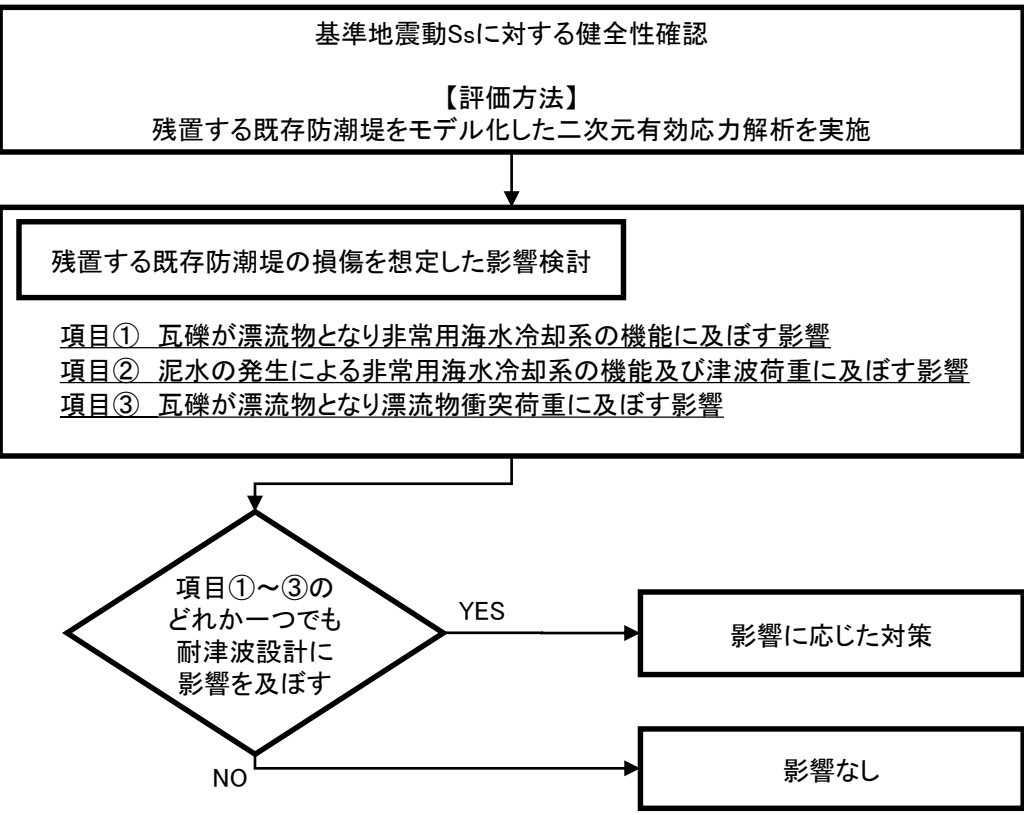 基準地震動Ssに対する健全性確認
【評価方法】
残置する既存防潮堤をモデル化した二次元有効応力解析を実施
残置する既存防潮堤の損傷を想定した影響検討
項目①　瓦礫が漂流物となり非常用海水冷却系の機能に及ぼす影響
項目②　泥水の発生による非常用海水冷却系の機能及び津波荷重に及ぼす影響
項目③　瓦礫が漂流物となり漂流物衝突荷重に及ぼす影響
項目①～③の
どれか一つでも
耐津波設計に
影響を及ぼす
YES
影響に応じた対策
NO
影響なし